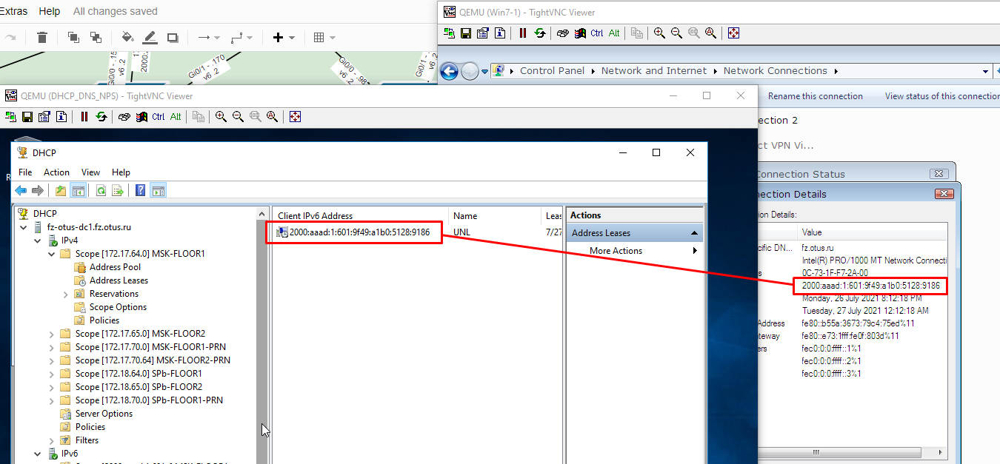 Extras Help All changes saved
Gi0/0 - .15
v6 .2
2000:
Gi0/1 - .170
v6 .2
Gi0/0 - .98
v6 .2
Gi0/1 -
v6 .2
QEMU (Win7-1) - TightVNC Viewer
Ctrl Alt
Control Panel Network and Internet Network Connections
Rename this connection View status of this connection
ection 2
ct VPN Vi...
Connection Status
nection Details
ion Details:
Value
cific DN... fz.otus.ru
Intel(R) PRO/1000 MT Network Connecti
s 0C-73-1F-F7-2A-00
2000:aaad:1:601:9f49:a1b0:5128:9186
Monday, 26 July 2021 8:12:18 PM
Tuesday, 27 July 2021 12:12:18 AM
Address fe80::b55a:3673:79c4:75ed%11
teway fe80::e73:1fff:fe0f:803d%11
ers fec0:0:0:ffff::1%1
fec0:0:0:ffff::2%1
fec0:0:0:ffff::3%1
QEMU (DHCP_DNS_NPS) - TightVNC Viewer
Ctrl Alt
R
DHCP
File Action View Help
DHCP
fz-otus-dc1.fz.otus.ru
IPv4
Scope [172.17.64.0] MSK-FLOOR1
Address Pool
Address Leases
Reservations
Scope Options
Policies
Scope [172.17.65.0] MSK-FLOOR2
Scope [172.17.70.0] MSK-FLOOR1-PRN
Scope [172.17.70.64] MSK-FLOOR2-PRN
Scope [172.18.64.0] SPb-FLOOR1
Scope [172.18.65.0] SPb-FLOOR2
Scope [172.18.70.0] SPb-FLOOR1-PRN
Server Options
Policies
Filters
IPv6
Client IPv6 Address Name Leas
2000:aaad:1:601:9f49:a1b0:5128:9186 UNL 7/27
Actions
Address Leases
More Actions